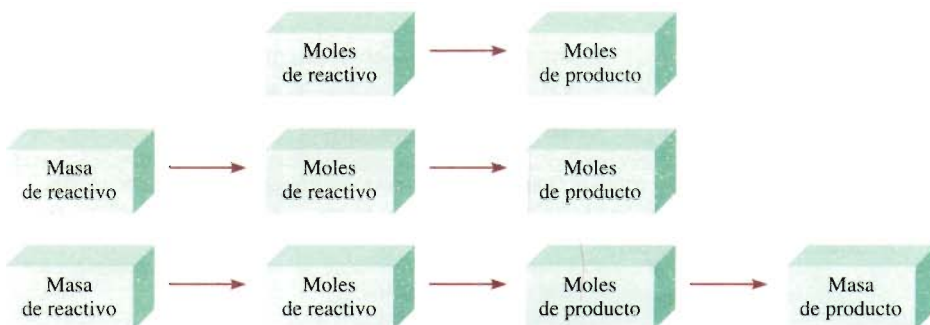 Moles
de reactivo
Moles
de producto
Masa
de reactivo
Moles
de reactivo
Moles
de producto
Masa
de reactivo
Moles
de reactivo
Moles
de producto
Masa
de producto